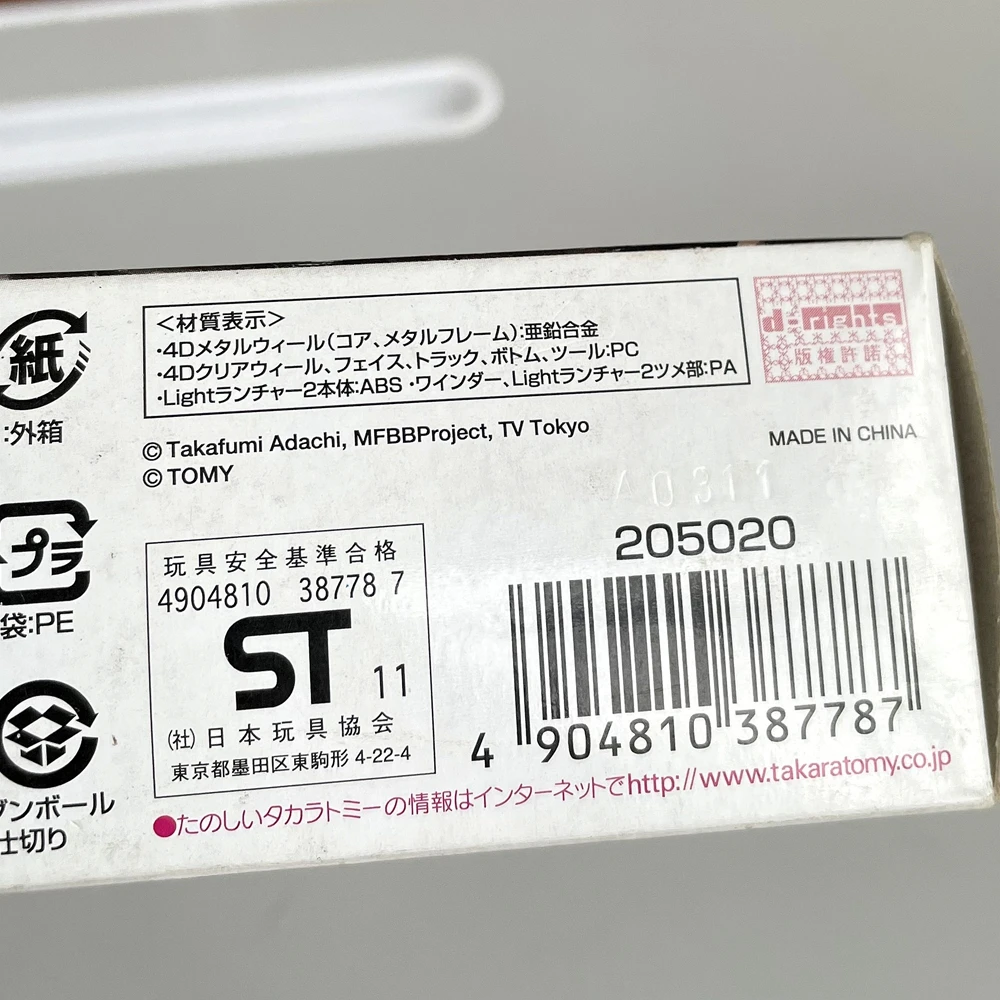 紙
:外箱
プラ
袋:PE
ダンボール
仕切り
<材質表示>
・4Dメタルウィール(コア、メタルフレーム):亜鉛合金
・4Dクリアウィール、フェイス、トラック、ボトム、ツール:PC
・Lightランチャー2本体:ABS ・ワインダー、Lightランチャー2ツメ部:PA
d rights
版権許諾
© Takafumi Adachi, MFBBProject, TV Tokyo
© TOMY
MADE IN CHINA
A0311
玩具安全基準合格
4904810 38778 7
ST 11
(社)日本玩具協会
東京都墨田区東駒形 4-22-4
205020
4 904810 387787
●たのしいタカラトミーの情報はインターネットでhttp://www.takaratomy.co.jp